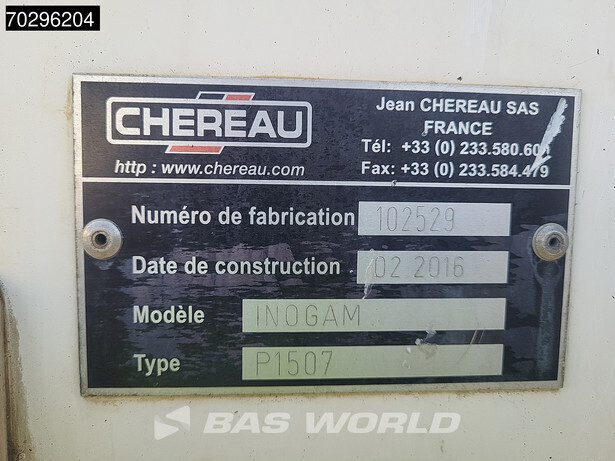 70296204
CHEREAU
http : www.chereau.com
Jean CHEREAU SAS
FRANCE
Tél: +33 (0) 233.580.600
Fax: +33 (0) 233.584.479
Numéro de fabrication 102529
Date de construction 02 2016
Modèle INOGAM
Type P1507
BAS WORLD